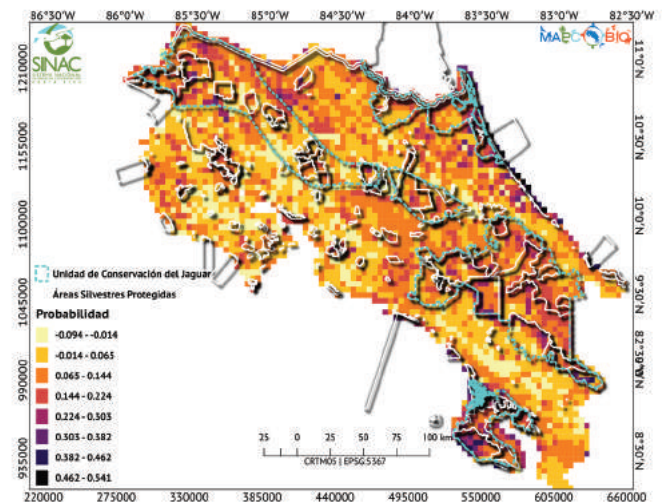 86°0'W 85°30'W 85°0'W 84°30'W 84°0'W 83°30'W 83°0'W 82°30'W
SINAC
MAPCOBIO
11°0'N
10°30'N
10°0'N
9°30'N
82°30'W
8°30'N
1210000
1155000
1100000
1045000
990000
935000
Unidad de Conservación del Jaguar
Áreas Silvestres Protegidas
Probabilidad
-0.094 - -0.014
-0.014 - 0.065
0.065 - 0.144
0.144 - 0.224
0.224 - 0.303
0.303 - 0.382
0.382 - 0.462
0.462 - 0.541
25 0 25 50 75 100 km
CRTM05 | EPSG:5367
220000 275000 330000 385000 440000 495000 550000 6050000 660000